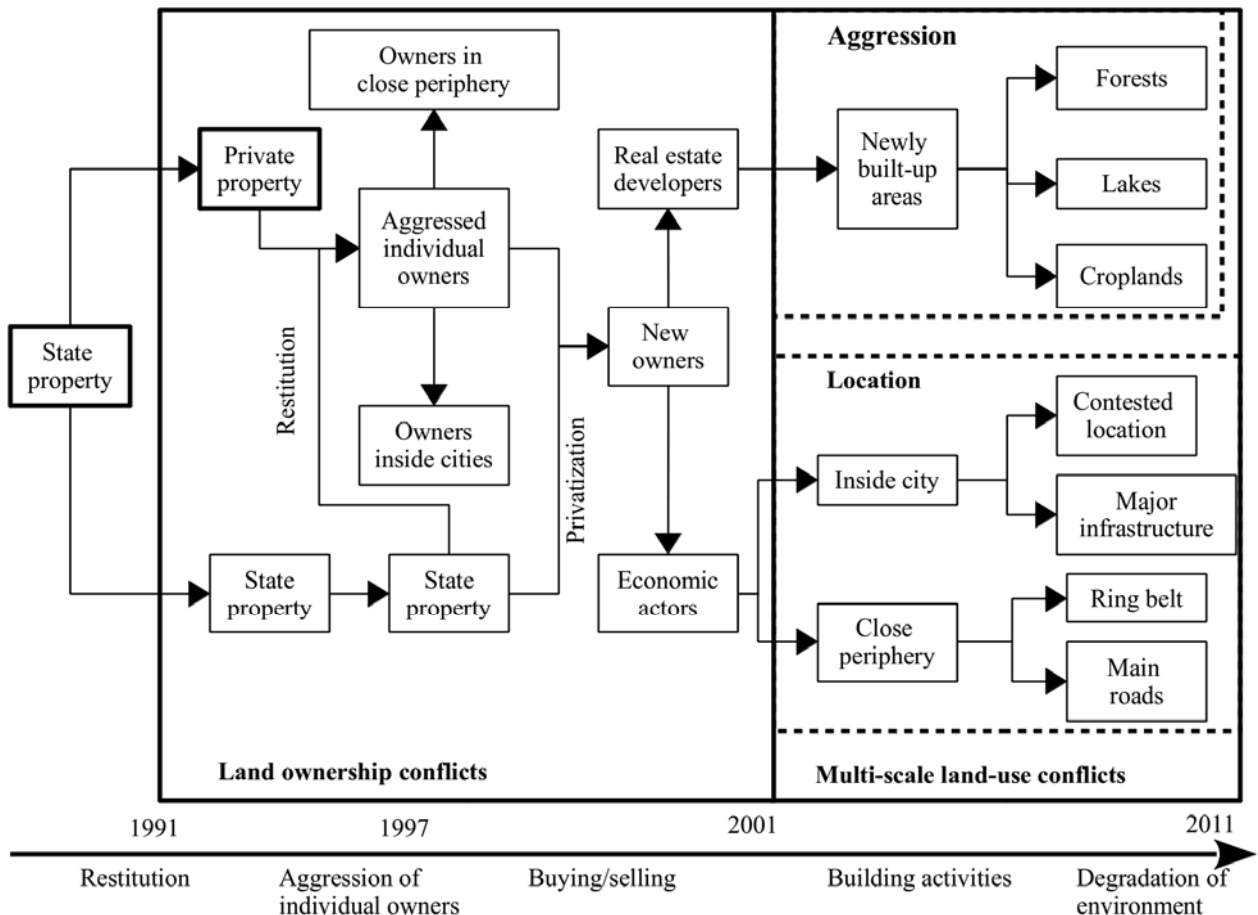 Aggression
Owners in
close periphery
Forests
Private
property
Real estate
developers
Newly
built-up
areas
Lakes
Aggressed
individual
owners
Croplands
State
property
Restitution
New
owners
Location
Contested
location
Owners
inside cities
Privatization
Inside city
Major
infrastructure
State
property
State
property
Economic
actors
Ring belt
Close
periphery
Main
roads
Land ownership conflicts
Multi-scale land-use conflicts
1991
1997
2001
2011
Restitution
Aggression of
individual owners
Buying/selling
Building activities
Degradation of
environment